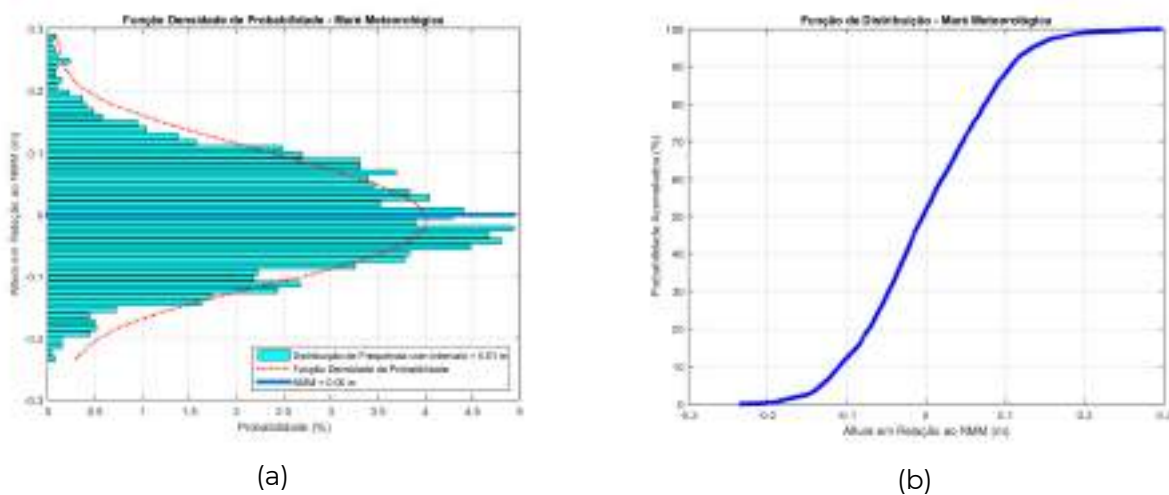 Função Densidade de Probabilidade - Maré Meteorológica
0.3
0.2
0.1
0
-0.1
-0.2
-0.3
Altura em Relação ao NMM (m)
0 0.5 1 1.5 2 2.5 3 3.5 4 4.5 5
Probabilidade (%)
Distribuição de Frequência com intervalo = 0.01 m
Função Densidade de Probabilidade
NMM = 0.00 m
(a)
Função de Distribuição - Maré Meteorológica
100
90
80
70
60
50
40
30
20
10
0
Probabilidade Acumulada (%)
-0.3 -0.2 -0.1 0 0.1 0.2 0.3
Altura em Relação ao NMM (m)
(b)